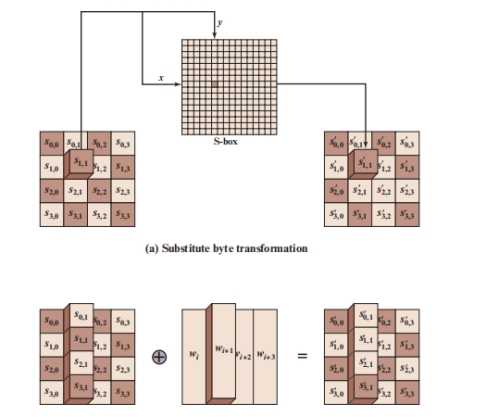 y
x
S-box
s0,0 s0,1 s0,2 s0,3
s1,0 s1,1 s1,2 s1,3
s2,0 s2,1 s2,2 s2,3
s3,0 s3,1 s3,2 s3,3
s'0,0 s'0,1 s'0,2 s'0,3
s'1,0 s'1,1 s'1,2 s'1,3
s'2,0 s'2,1 s'2,2 s'2,3
s'3,0 s'3,1 s'3,2 s'3,3
(a) Substitute byte transformation
s0,0 s0,1 s0,2 s0,3
s1,0 s1,1 s1,2 s1,3
s2,0 s2,1 s2,2 s2,3
s3,0 s3,1 s3,2 s3,3
⊕
wi wi+1 wi+2 wi+3
=
s'0,0 s'0,1 s'0,2 s'0,3
s'1,0 s'1,1 s'1,2 s'1,3
s'2,0 s'2,1 s'2,2 s'2,3
s'3,0 s'3,1 s'3,2 s'3,3